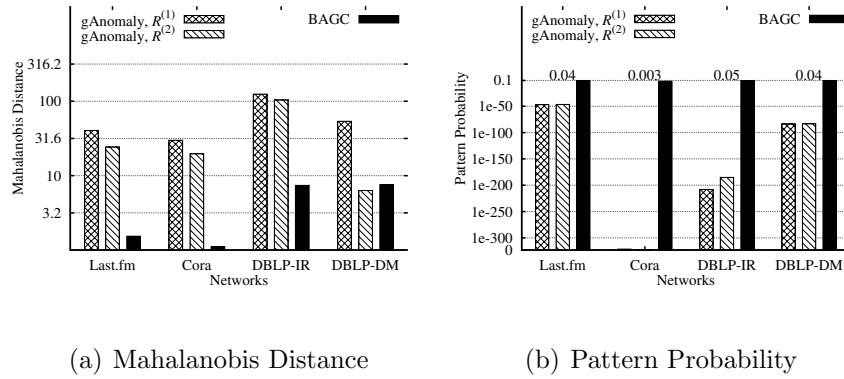 gAnomaly, R(1)
gAnomaly, R(2)
BAGC
Mahalanobis Distance
316.2
100
31.6
10
3.2
Last.fm Cora DBLP-IR DBLP-DM
Networks
(a) Mahalanobis Distance
gAnomaly, R(1)
gAnomaly, R(2)
BAGC
Pattern Probability
0.04 0.003 0.05 0.04
0.1
1e-50
1e-100
1e-150
1e-200
1e-250
1e-300
0
Last.fm Cora DBLP-IR DBLP-DM
Networks
(b) Pattern Probability